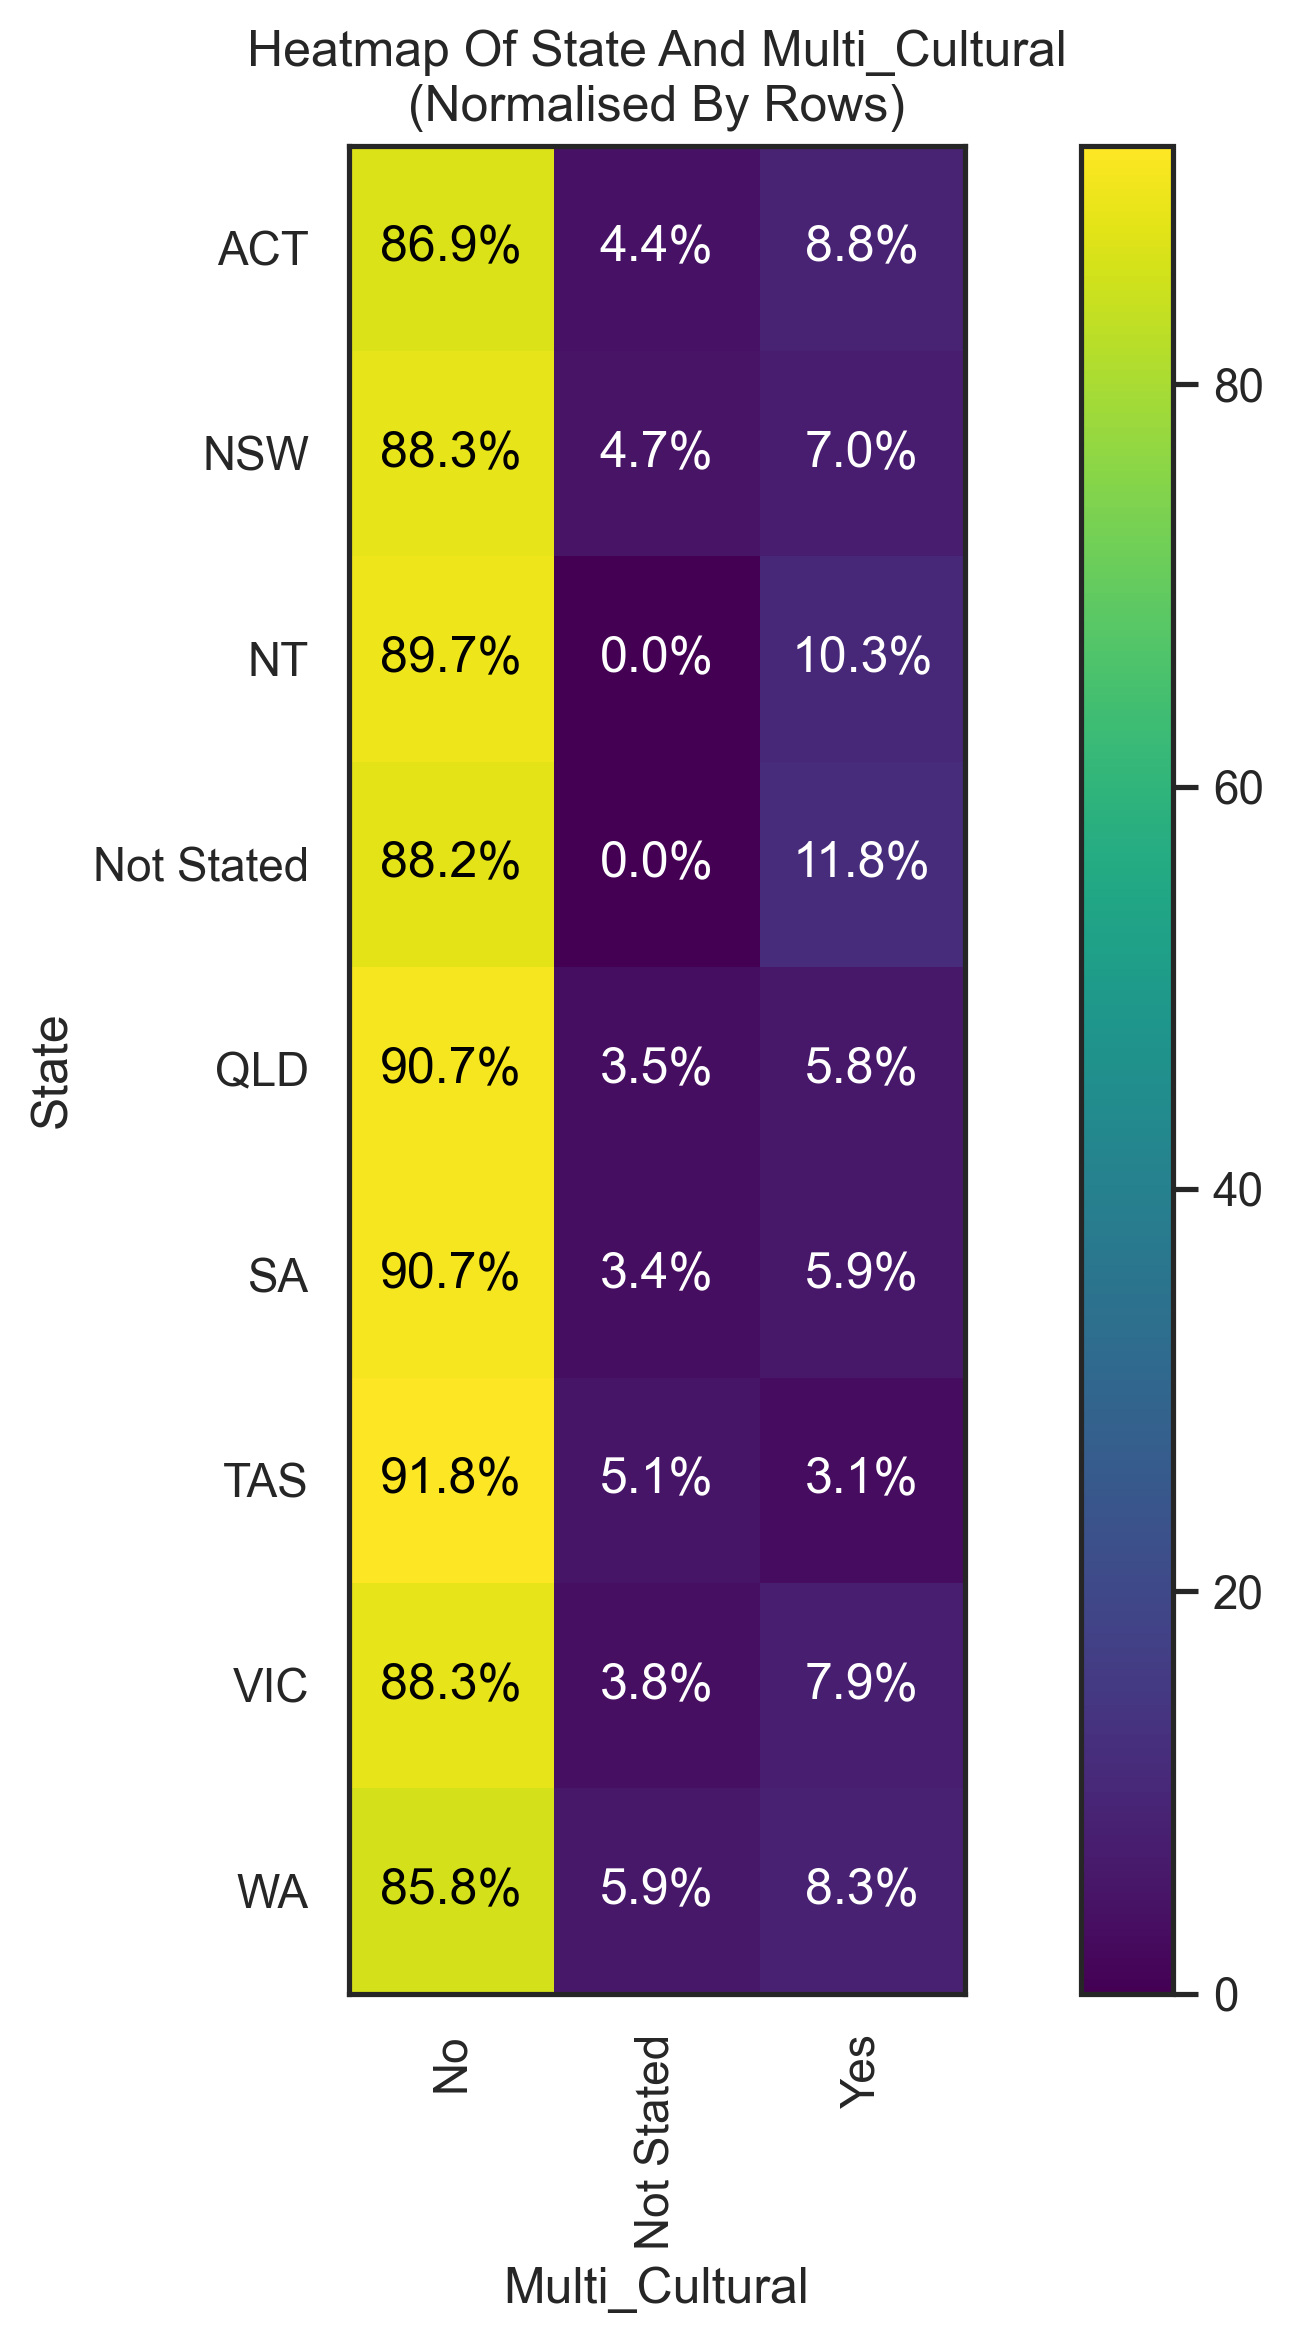 Heatmap Of State And Multi_Cultural
(Normalised By Rows)
ACT 86.9% 4.4% 8.8%
NSW 88.3% 4.7% 7.0%
NT 89.7% 0.0% 10.3%
Not Stated 88.2% 0.0% 11.8%
QLD 90.7% 3.5% 5.8%
SA 90.7% 3.4% 5.9%
TAS 91.8% 5.1% 3.1%
VIC 88.3% 3.8% 7.9%
WA 85.8% 5.9% 8.3%
State
No
Not Stated
Yes
Multi_Cultural
80
60
40
20
0